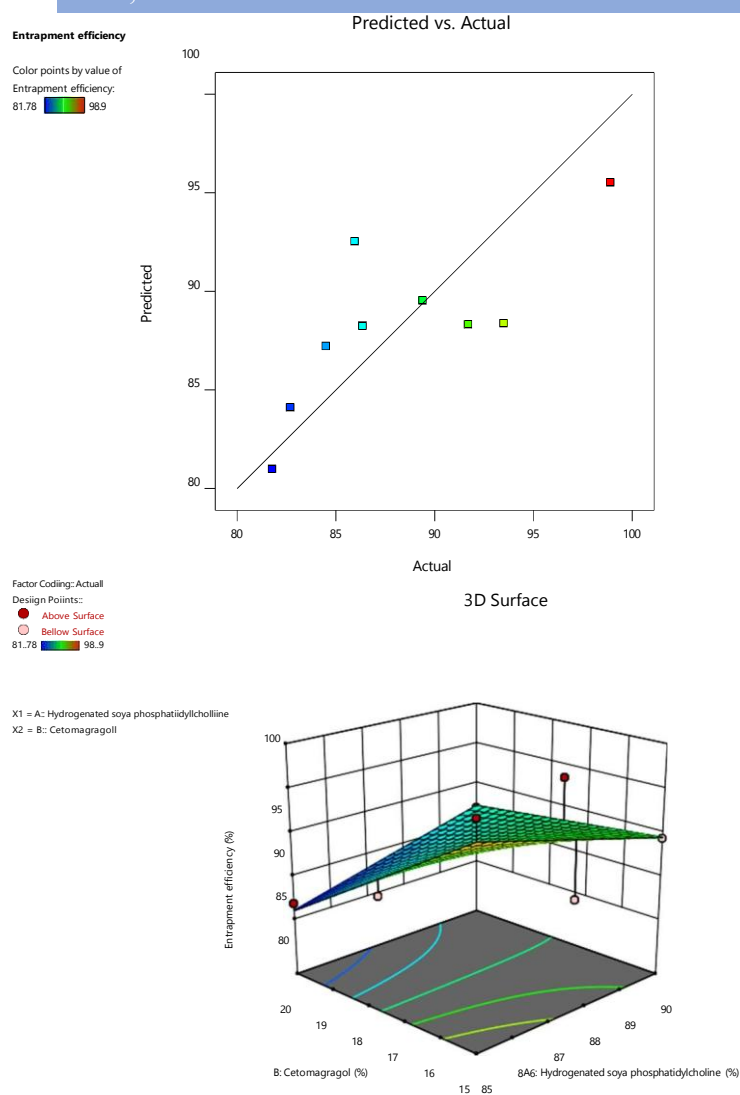 Predicted vs. Actual
Entrapment efficiency
Color points by value of
Entrapment efficiency:
81.78 98.9
100
95
90
85
80
Predicted
80 85 90 95 100
Actual
Factor Codiing:: Actuall
Desiign Poiints::
Above Surface
Bellow Surface
81..78 98..9
3D Surface
X1 = A:: Hydrogenated soya phosphatiidyllcholliine
X2 = B:: Cetomagragoll
100
95
90
85
80
Entrapment efficiency (%)
20
19
18
17
16
15
85
8A6: Hydrogenated soya phosphatidylcholine (%)
87
88
89
90
B: Cetomagragol (%)